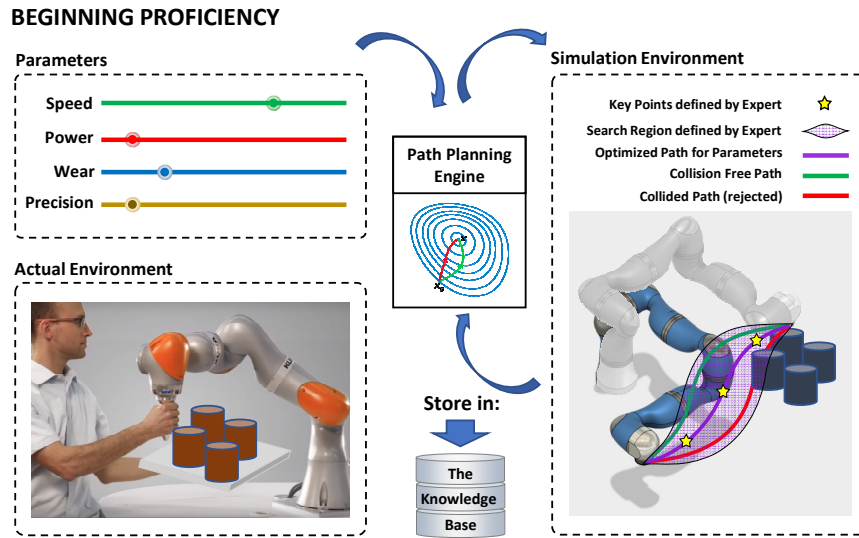 BEGINNING PROFICIENCY
Parameters
Speed
Power
Wear
Precision
Actual Environment
Path Planning
Engine
Store in:
The
Knowledge
Base
Simulation Environment
Key Points defined by Expert
Search Region defined by Expert
Optimized Path for Parameters
Collision Free Path
Collided Path (rejected)